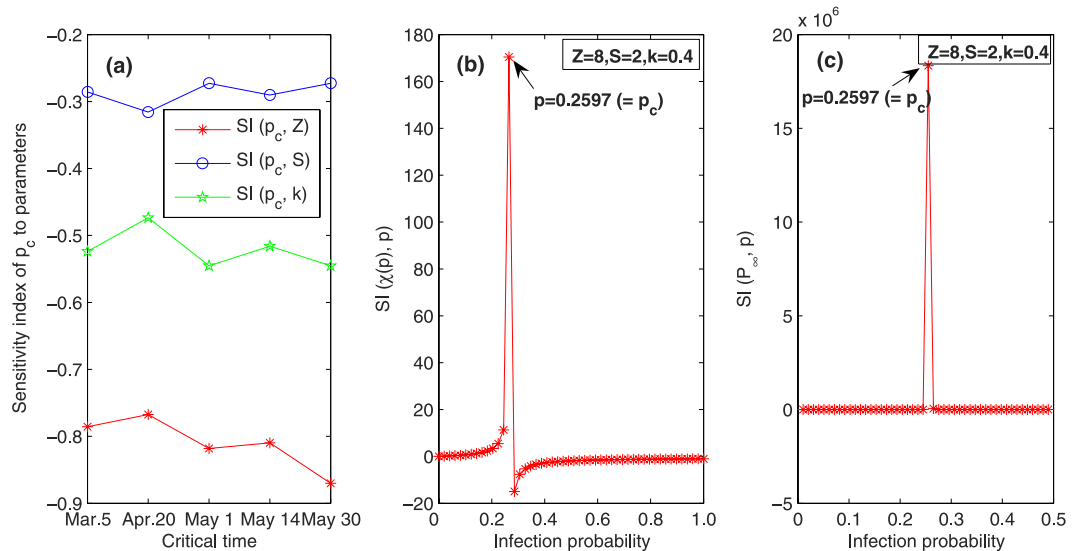 (a)
Sensitivity index of p_c to parameters
−0.2
−0.3
−0.4
−0.5
−0.6
−0.7
−0.8
−0.9
SI (p_c, Z)
SI (p_c, S)
SI (p_c, k)
Mar.5 Apr.20 May 1 May 14 May 30
Critical time
(b)
SI (χ(p), p)
180
160
140
120
100
80
60
40
20
0
−20
Z=8,S=2,k=0.4
p=0.2597 (= p_c)
0 0.2 0.4 0.6 0.8 1.0
Infection probability
(c)
SI (P_∞, p)
x 10^6
20
15
10
5
0
−5
Z=8,S=2,k=0.4
p=0.2597 (= p_c)
0 0.1 0.2 0.3 0.4 0.5
Infection probability